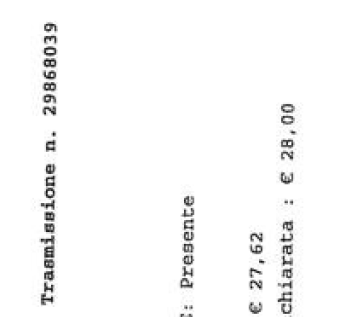 Trasmissione n. 29868039
: Presente
€ 27,62
chiarata : € 28,00